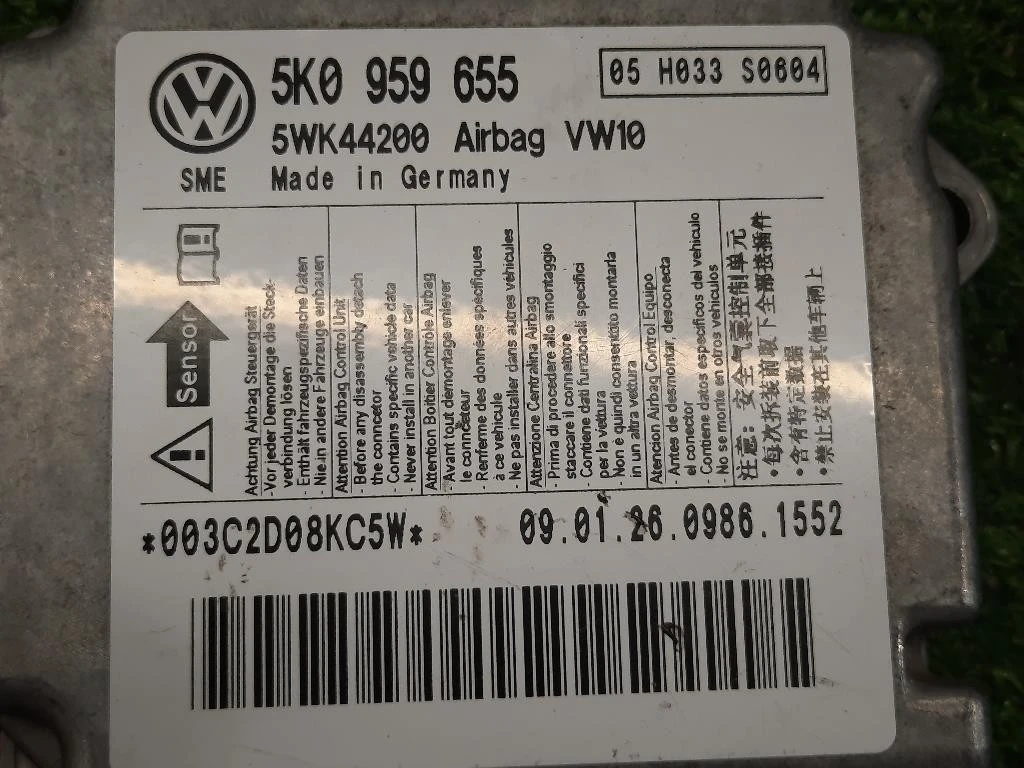 5K0 959 655
05 H033 S0604
5WK44200 Airbag VW10
SME Made in Germany
Sensor
Achtung Airbag Steuergerät
- Vor jeder Demontage die Steck-
verbindung lösen
- Enthält fahrzeugspezifische Daten
- Nie in andere Fahrzeuge einbauen
Attention Airbag Control Unit
- Before any disassembly detach
the conncetor
- Contains specific vehicle data
- Never install in another car
Attention Boîtier Contrôle Airbag
- Avant tout démontage enlever
le connecteur
- Renferme des données spécifiques
à ce véhicule
- Ne pas installer dans autres véhicules
Attenzione Centralina Airbag
- Prima di procedere allo smontaggio
staccare il connettore
- Contiene dati funzionali specifici
per la vettura
- Non e quindi consentito montarla
in un altra vettura
Atencion Airbag Control Equipo
- Antes de desmontar, desconecta
el conector
- Contiene datos especificos del vehiculo
- No se monte en otros vehiculos
注意: 安全气囊控制单元
•每次拆装前取下全部接插件
•含有特定数据
•禁止安装在其他车辆上
*003C2D08KC5W* 09.01.26.0986.1552